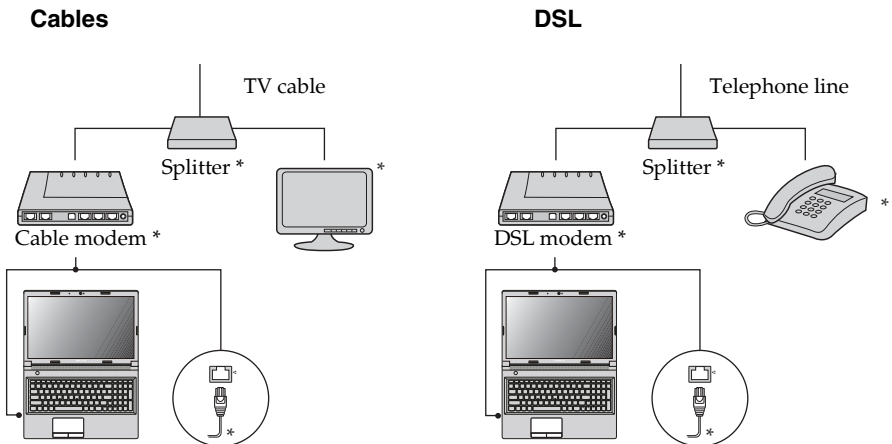 Cables
TV cable
Splitter *
*
Cable modem *
*
DSL
Telephone line
Splitter *
*
DSL modem *
*